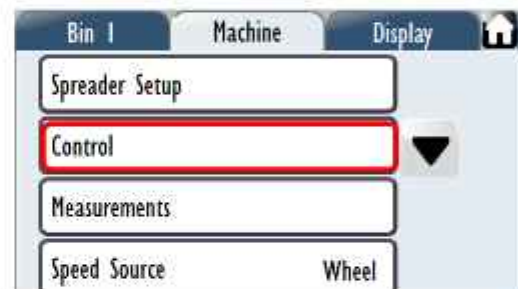 Bin 1 Machine Display
Spreader Setup
Control
Measurements
Speed Source Wheel